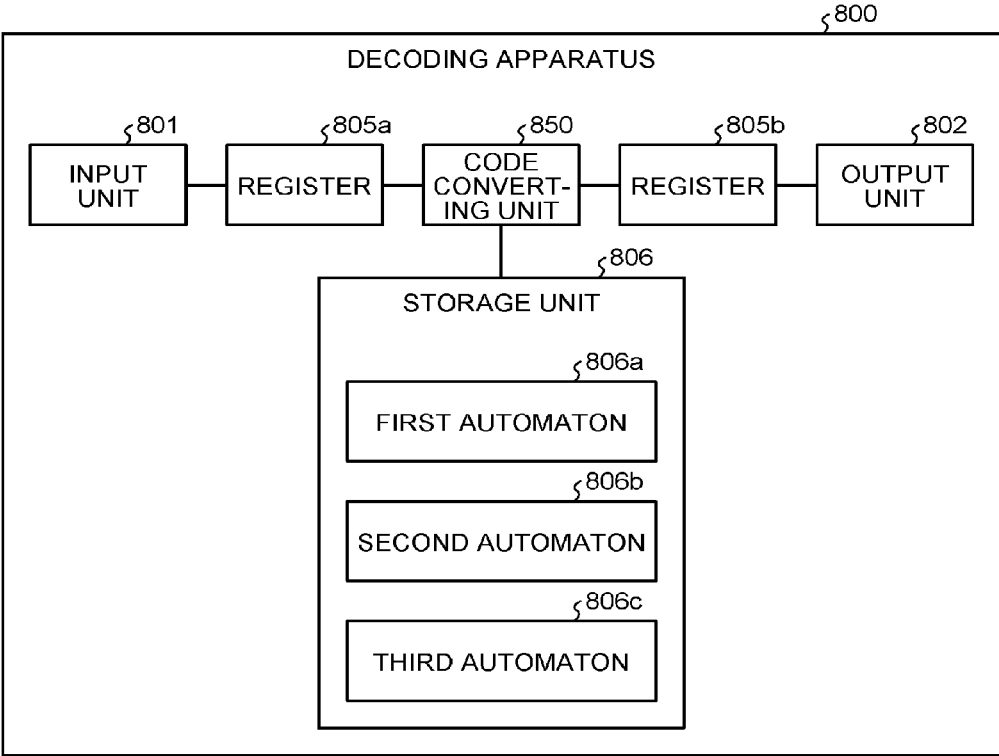 800
DECODING APPARATUS
801
805a
850
805b
802
INPUT
UNIT
REGISTER
CODE
CONVERT-
ING UNIT
REGISTER
OUTPUT
UNIT
806
STORAGE UNIT
806a
FIRST AUTOMATON
806b
SECOND AUTOMATON
806c
THIRD AUTOMATON